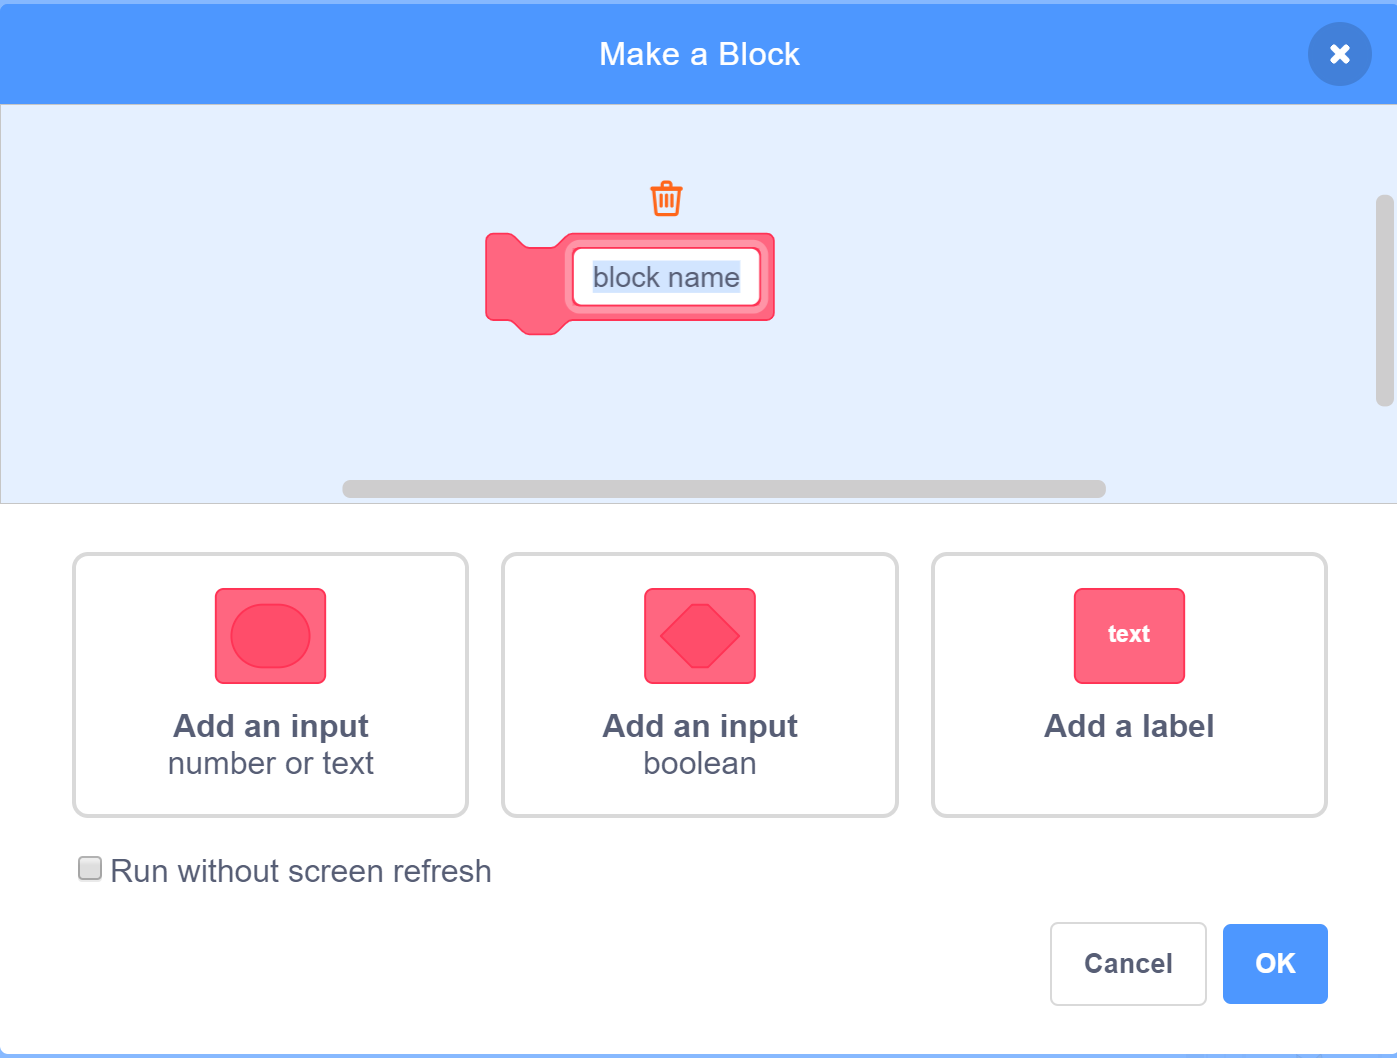 Make a Block
block name
text
Add an input
number or text
Add an input
boolean
Add a label
Run without screen refresh
Cancel
OK